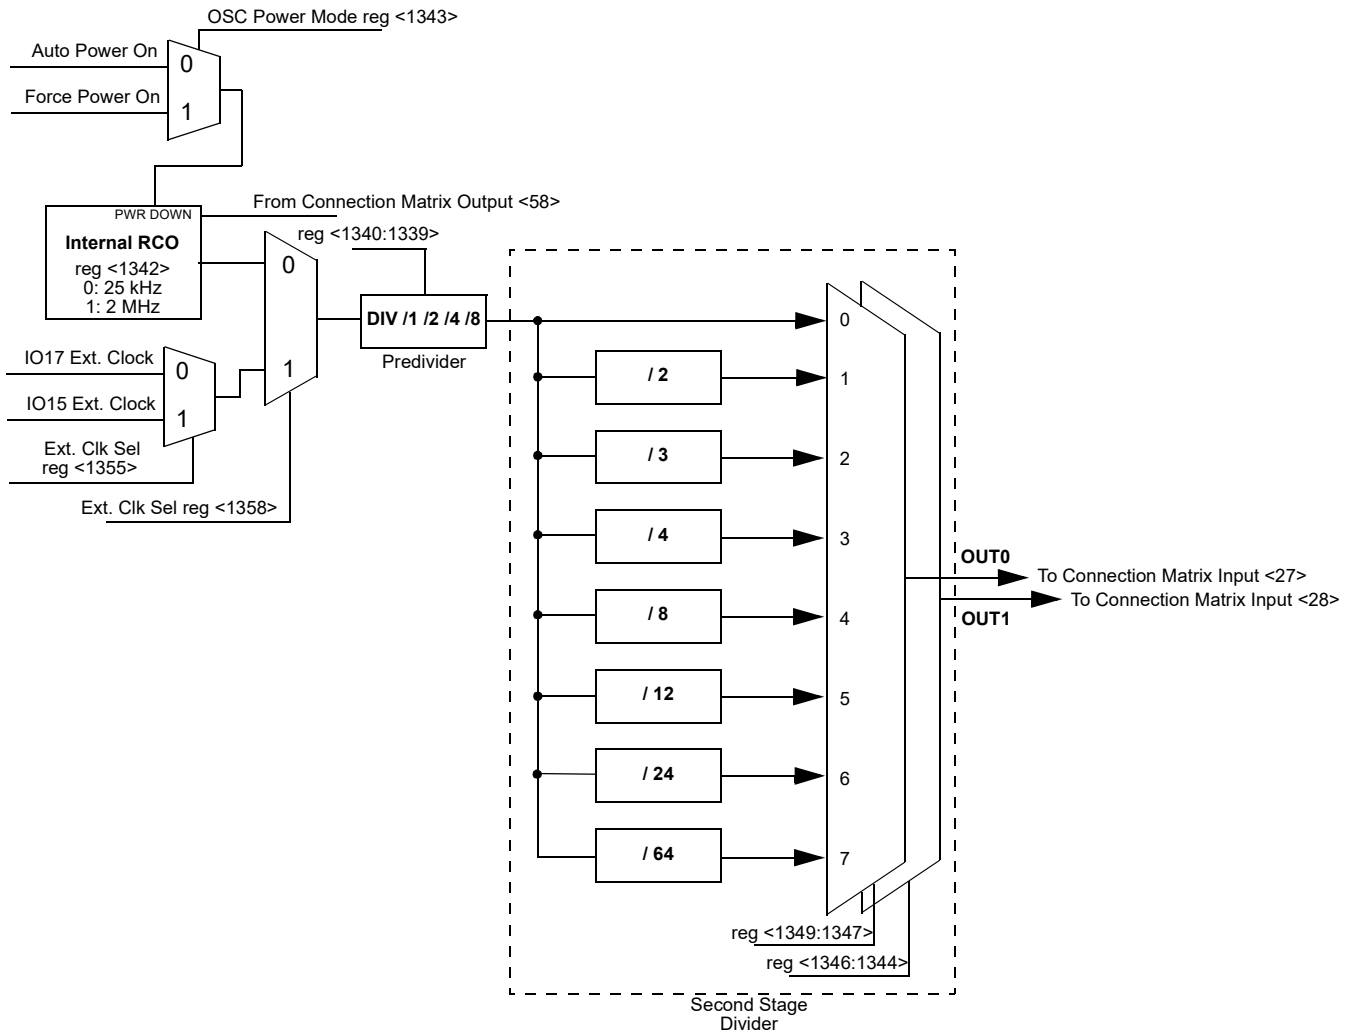 OSC Power Mode reg <1343>
Auto Power On
0
Force Power On
1
From Connection Matrix Output <58>
PWR DOWN
Internal RCO
reg <1342>
0: 25 kHz
1: 2 MHz
reg <1340:1339>
0
1
DIV /1 /2 /4 /8
Predivider
IO17 Ext. Clock
0
IO15 Ext. Clock
1
Ext. Clk Sel
reg <1355>
Ext. Clk Sel reg <1358>
0
/ 2
1
/ 3
2
/ 4
3
/ 8
4
/ 12
5
/ 24
6
/ 64
7
OUT0
To Connection Matrix Input <27>
To Connection Matrix Input <28>
OUT1
reg <1349:1347>
reg <1346:1344>
Second Stage
Divider